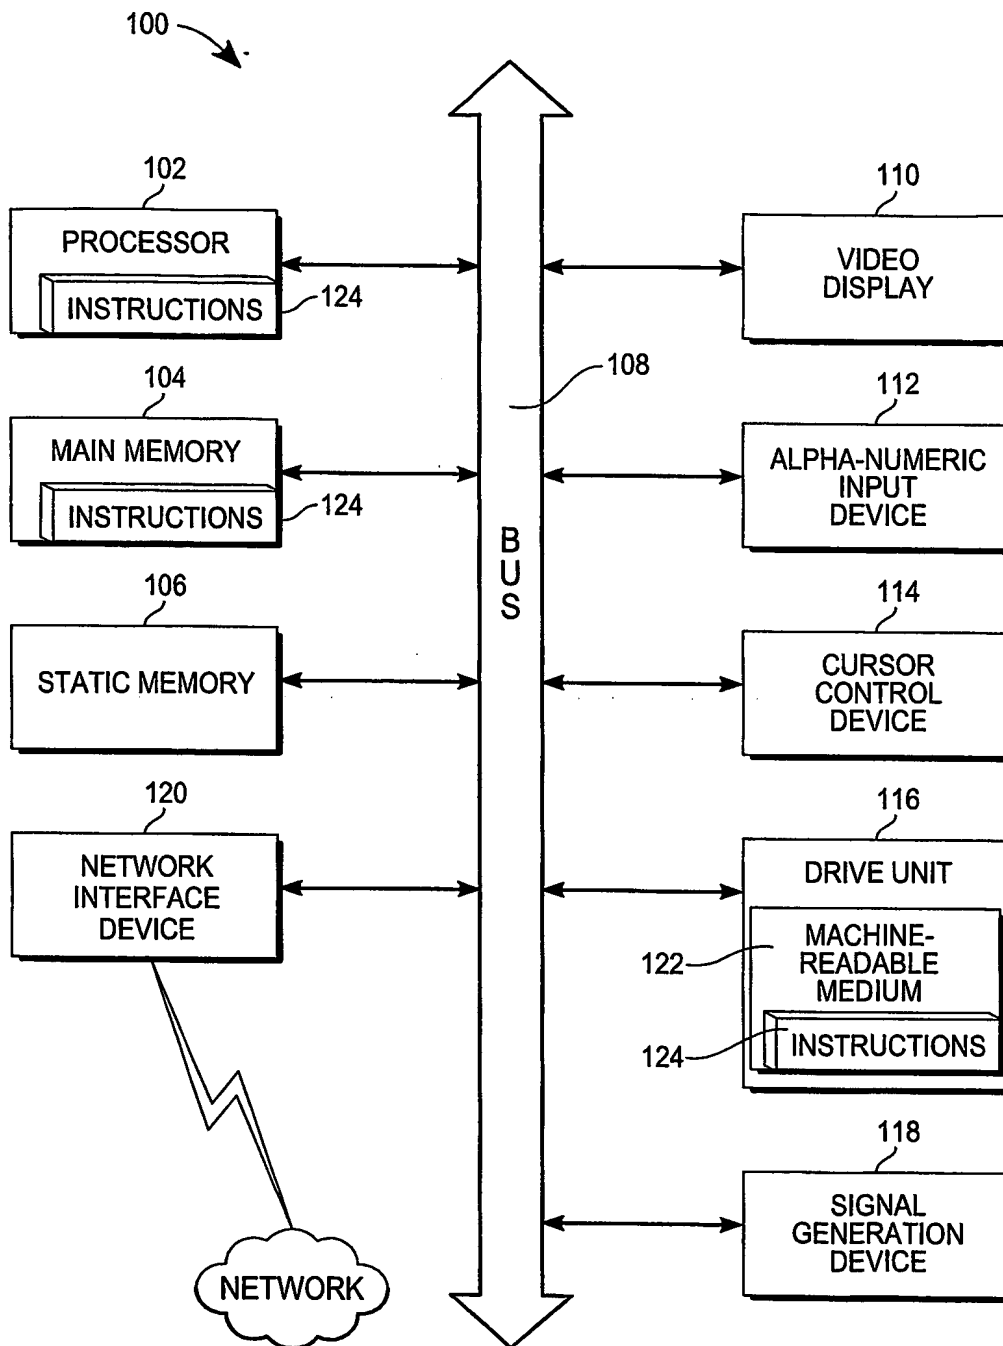 100
102
PROCESSOR
INSTRUCTIONS
124
104
MAIN MEMORY
INSTRUCTIONS
124
106
STATIC MEMORY
120
NETWORK
INTERFACE
DEVICE
NETWORK
108
B
U
S
110
VIDEO
DISPLAY
112
ALPHA-NUMERIC
INPUT
DEVICE
114
CURSOR
CONTROL
DEVICE
116
DRIVE UNIT
122
MACHINE-
READABLE
MEDIUM
124
INSTRUCTIONS
118
SIGNAL
GENERATION
DEVICE